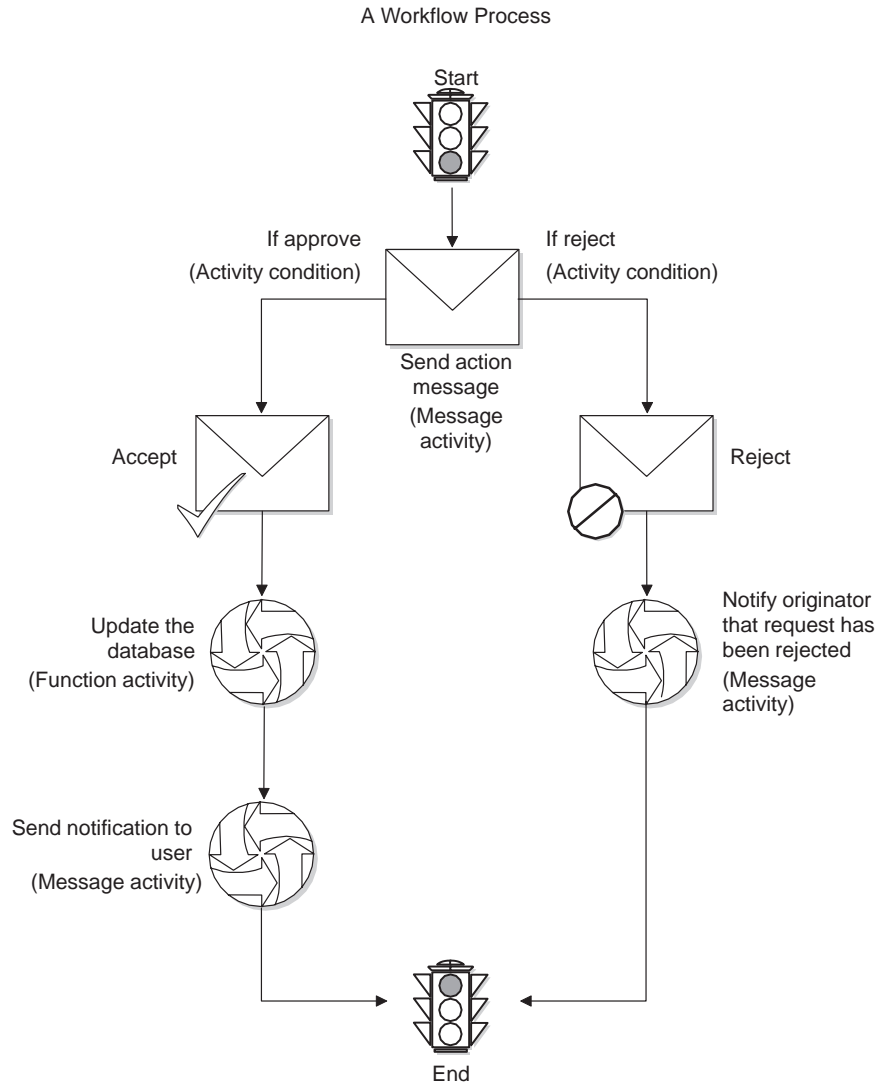 A Workflow Process
Start
If approve
(Activity condition)
If reject
(Activity condition)
Send action
message
(Message
activity)
Accept
Reject
Update the
database
(Function activity)
Notify originator
that request has
been rejected
(Message
activity)
Send notification to
user
(Message activity)
End